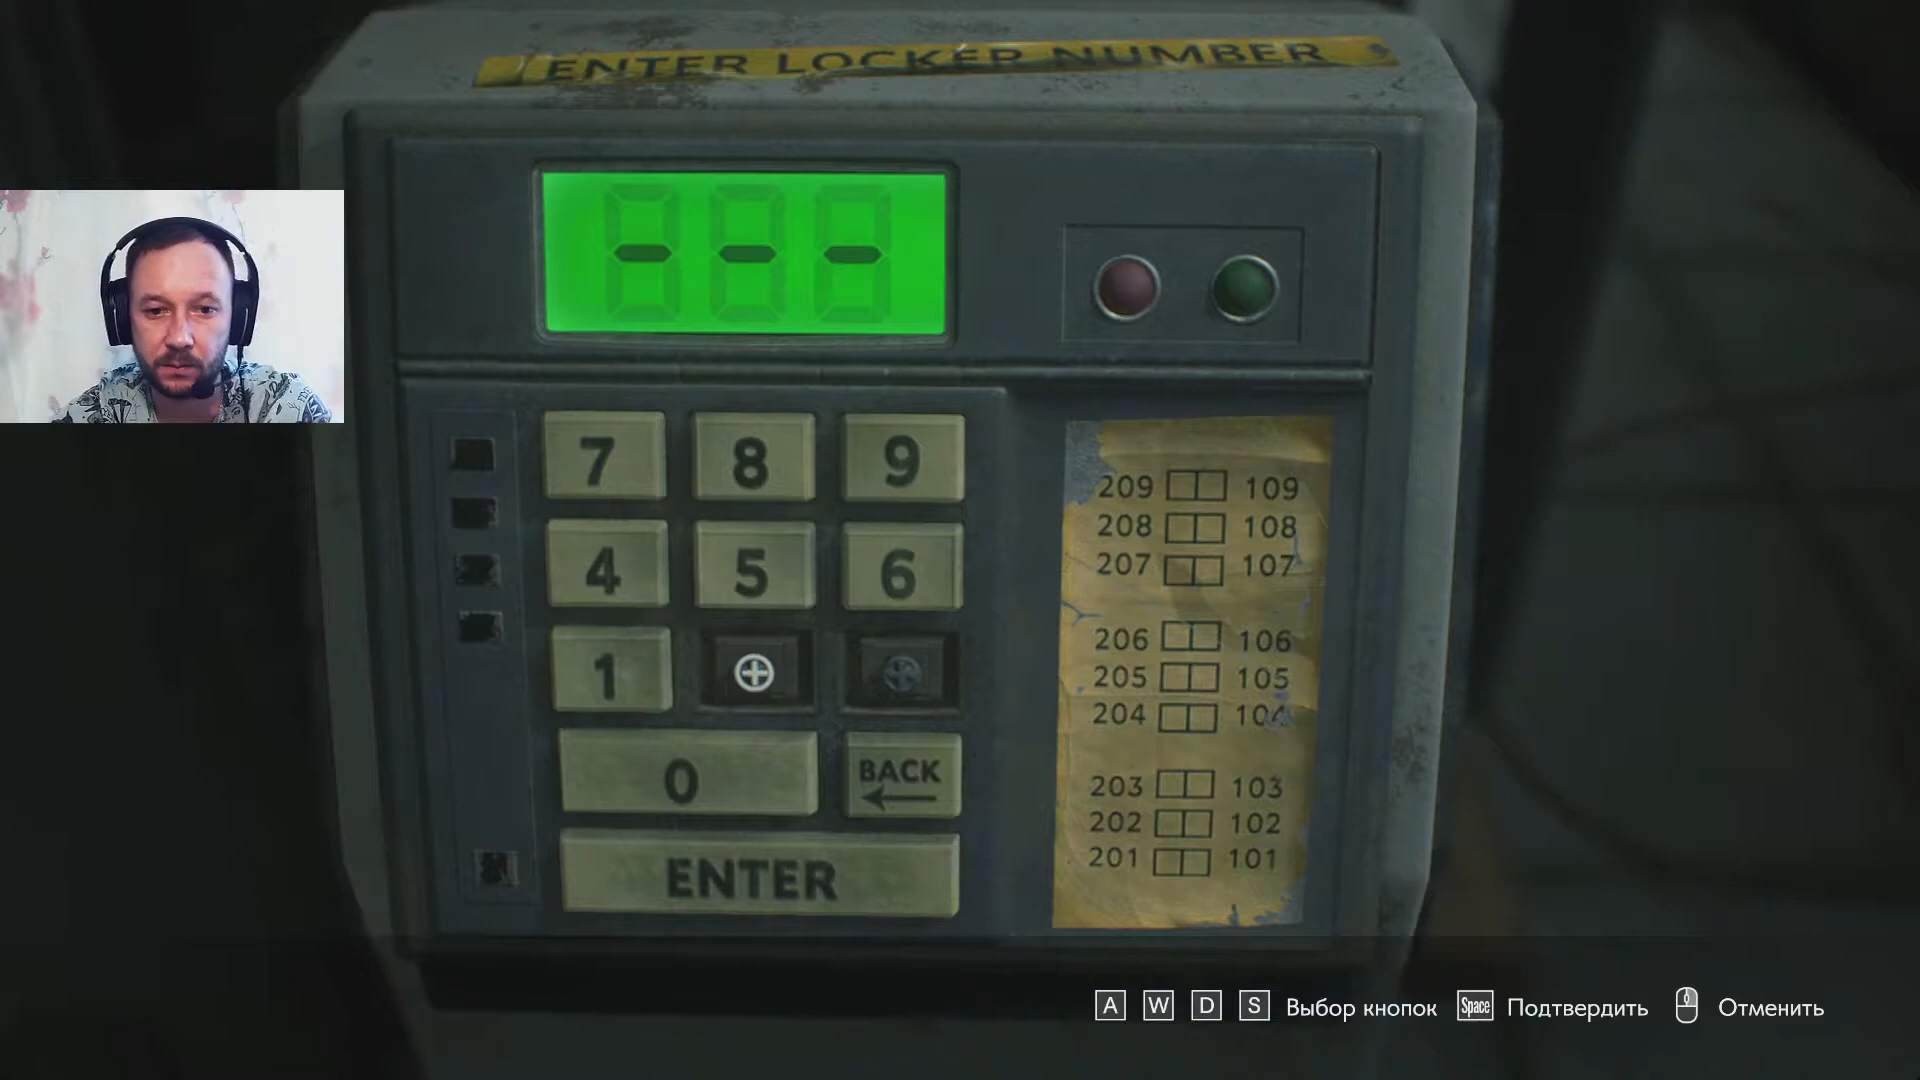 ENTER LOCKER NUMBER
7 8 9
4 5 6
1
0 BACK
ENTER
209 109
208 108
207 107
206 106
205 105
204 104
203 103
202 102
201 101
A W D S Выбор кнопок Space Подтвердить Отменить